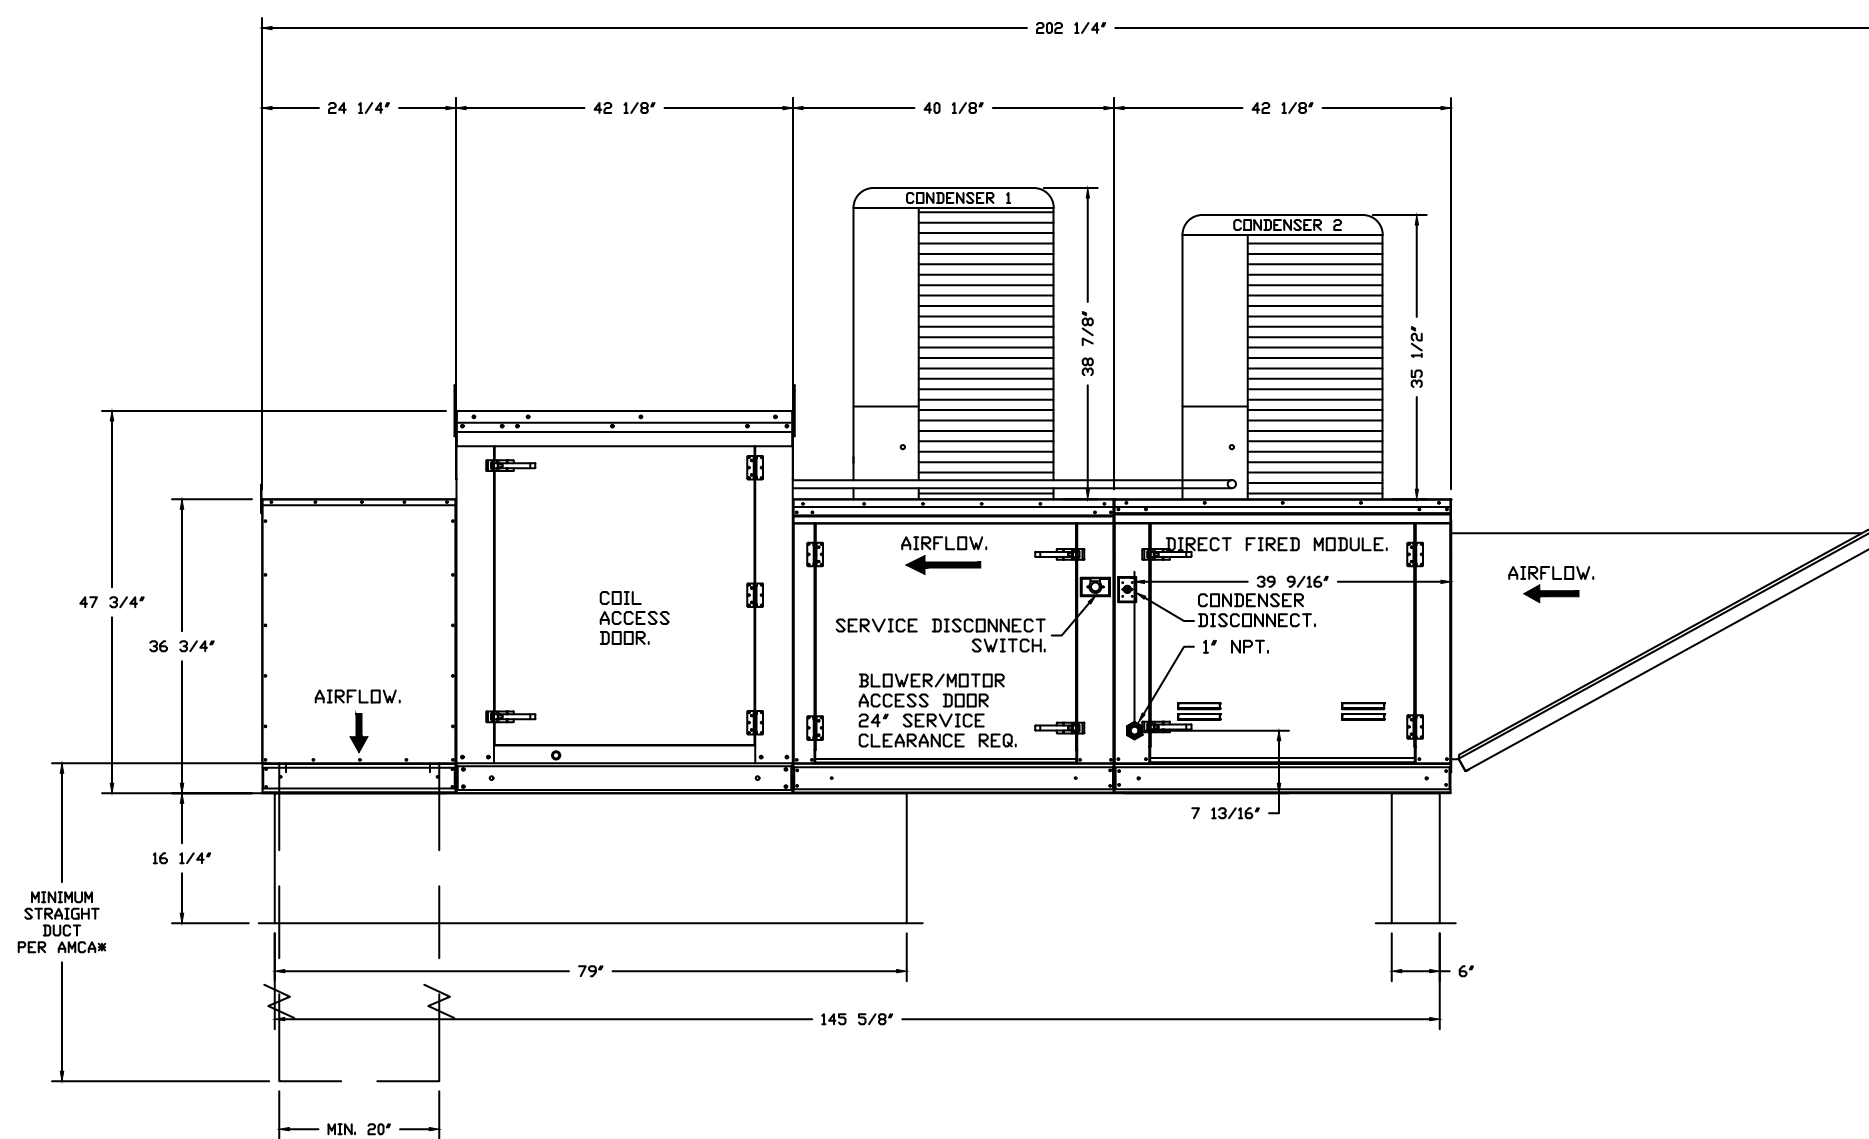 202 1/4"
24 1/4"
42 1/8"
40 1/8"
42 1/8"
CONDENSER 1
CONDENSER 2
38 7/8"
35 1/2"
47 3/4"
36 3/4"
16 1/4"
COIL
ACCESS
DOOR.
AIRFLOW.
AIRFLOW.
SERVICE DISCONNECT
SWITCH.
BLOWER/MOTOR
ACCESS DOOR
24" SERVICE
CLEARANCE REQ.
DIRECT FIRED MODULE.
39 9/16"
CONDENSER
DISCONNECT.
1" NPT.
AIRFLOW.
7 13/16"
MINIMUM
STRAIGHT
DUCT
PER AMCA*
79"
6"
145 5/8"
MIN. 20"